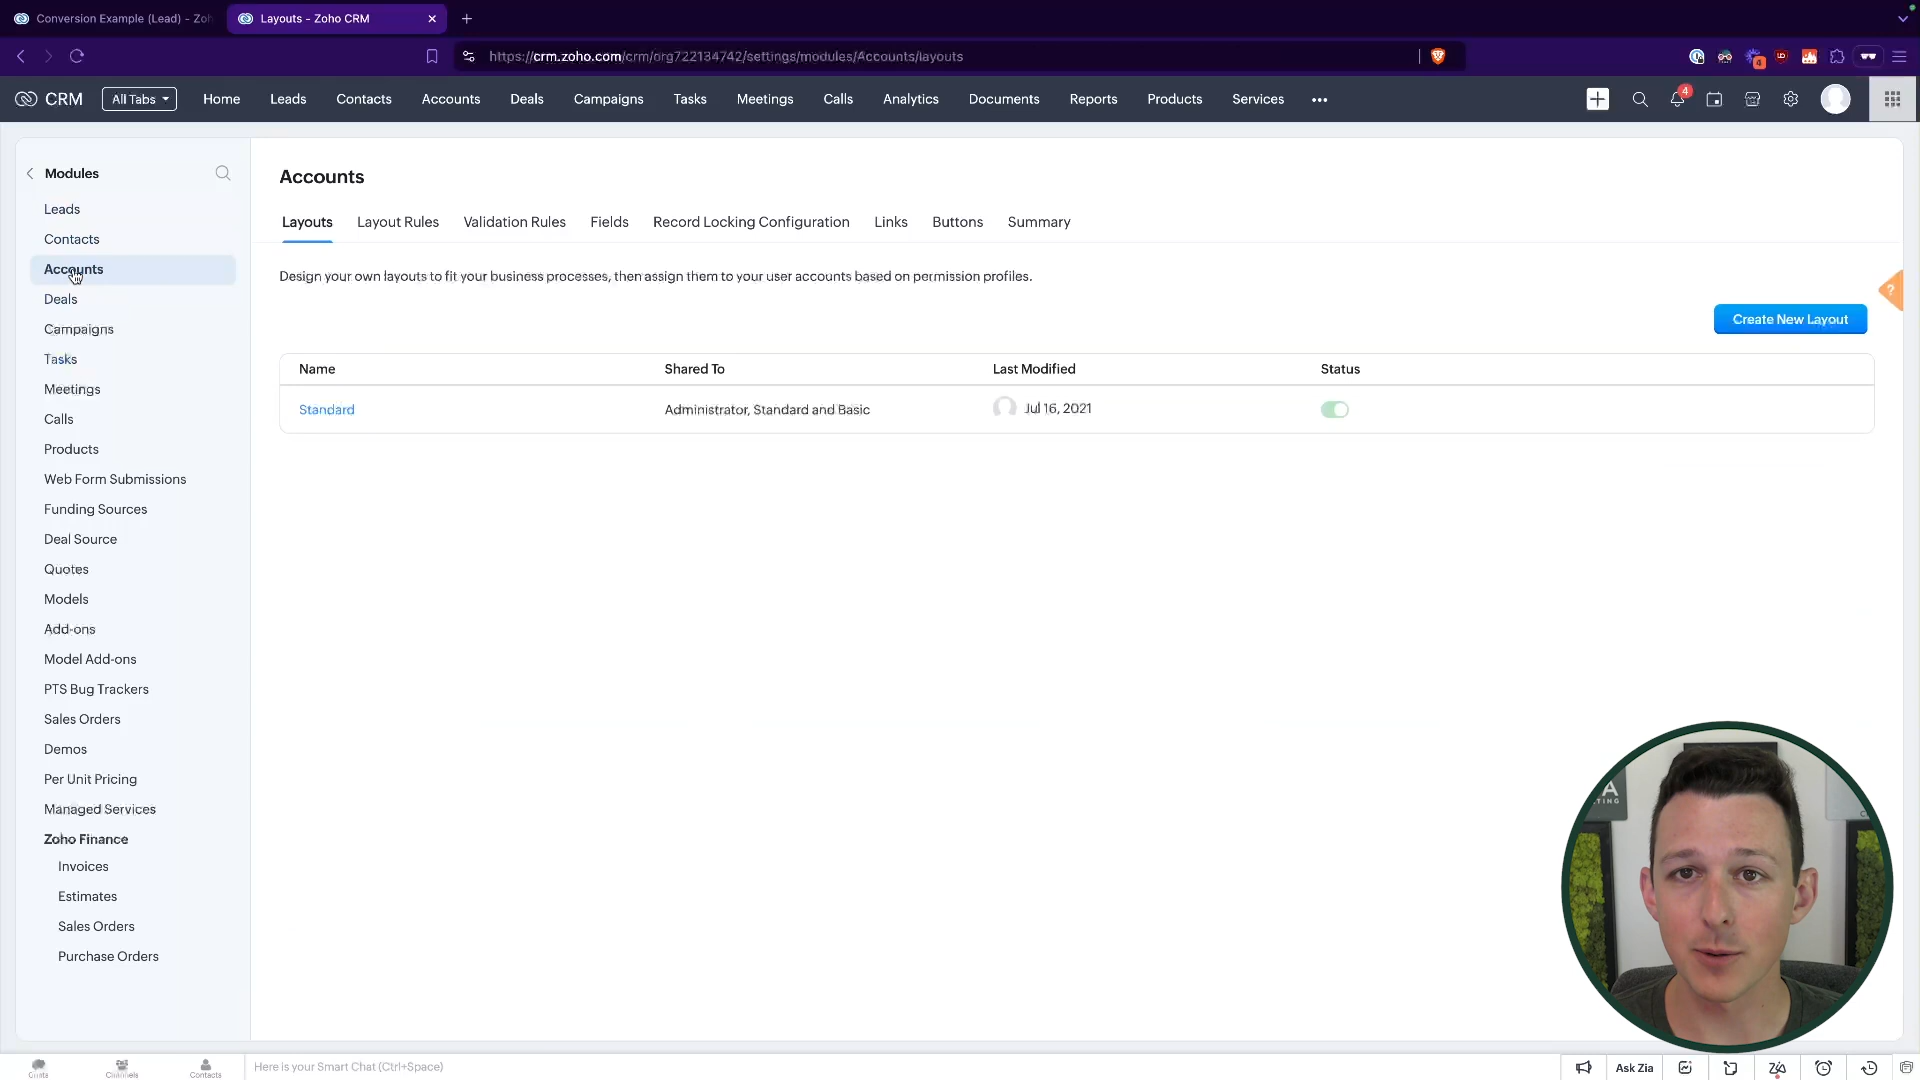 Conversion Example (Lead) - Zoh
Layouts - Zoho CRM
https://crm.zoho.com/crm/org722134742/settings/modules/Accounts/layouts
4
CRM
All Tabs
Home
Leads
Contacts
Accounts
Deals
Campaigns
Tasks
Meetings
Calls
Analytics
Documents
Reports
Products
Services
4
Modules
Leads
Contacts
Accounts
Deals
Campaigns
Tasks
Meetings
Calls
Products
Web Form Submissions
Funding Sources
Deal Source
Quotes
Models
Add-ons
Model Add-ons
PTS Bug Trackers
Sales Orders
Demos
Per Unit Pricing
Managed Services
Zoho Finance
Invoices
Estimates
Sales Orders
Purchase Orders
Accounts
Layouts
Layout Rules
Validation Rules
Fields
Record Locking Configuration
Links
Buttons
Summary
Design your own layouts to fit your business processes, then assign them to your user accounts based on permission profiles.
?
Create New Layout
Name
Shared To
Last Modified
Status
Standard
Administrator, Standard and Basic
Jul 16, 2021
Chats
Channels
Contacts
Here is your Smart Chat (Ctrl+Space)
Ask Zia